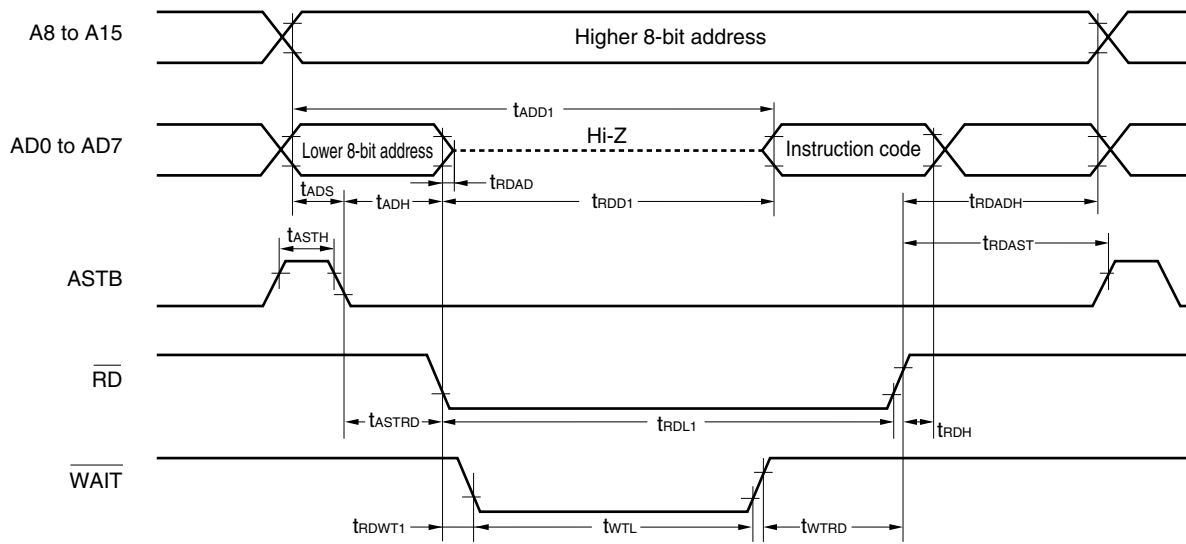 A8 to A15
Higher 8-bit address
tADD1
AD0 to AD7
Lower 8-bit address
Hi-Z
Instruction code
tRDAD
tADS
tADH
tRDD1
tRDADH
tASTH
tRDAST
ASTB
RD
tASTRD
tRDL1
tRDH
WAIT
tRDWT1
tWTL
tWTRD